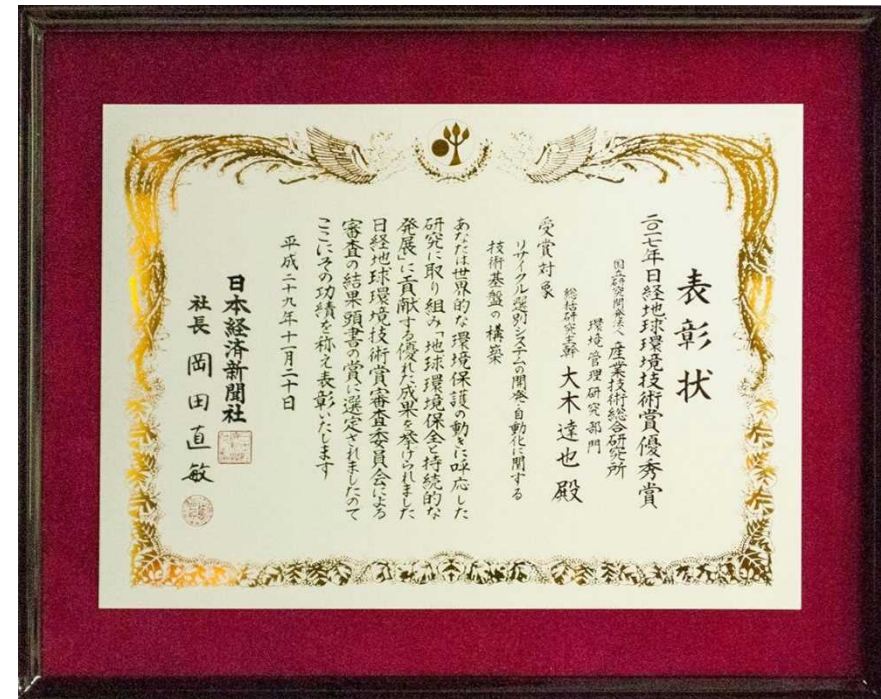 表彰状
二〇一七年日経地球環境技術賞優秀賞
国立研究開発法人 産業技術総合研究所
環境管理研究部門
総括研究主幹 大木達也殿
受賞対象
リサイクル選別システムの開発・自動化に関する
技術基盤の構築
あなたは世界的な環境保護の動きに呼応した
研究に取り組み「地球環境保全と持続的な
発展」に貢献する優れた成果を挙げられました
日経地球環境技術賞審査委員会による
審査の結果頭書の賞に選定されましたので
ここにその功績を称え表彰いたします
平成二十九年十一月二十日
日本経済新聞社
社長 岡田直敏